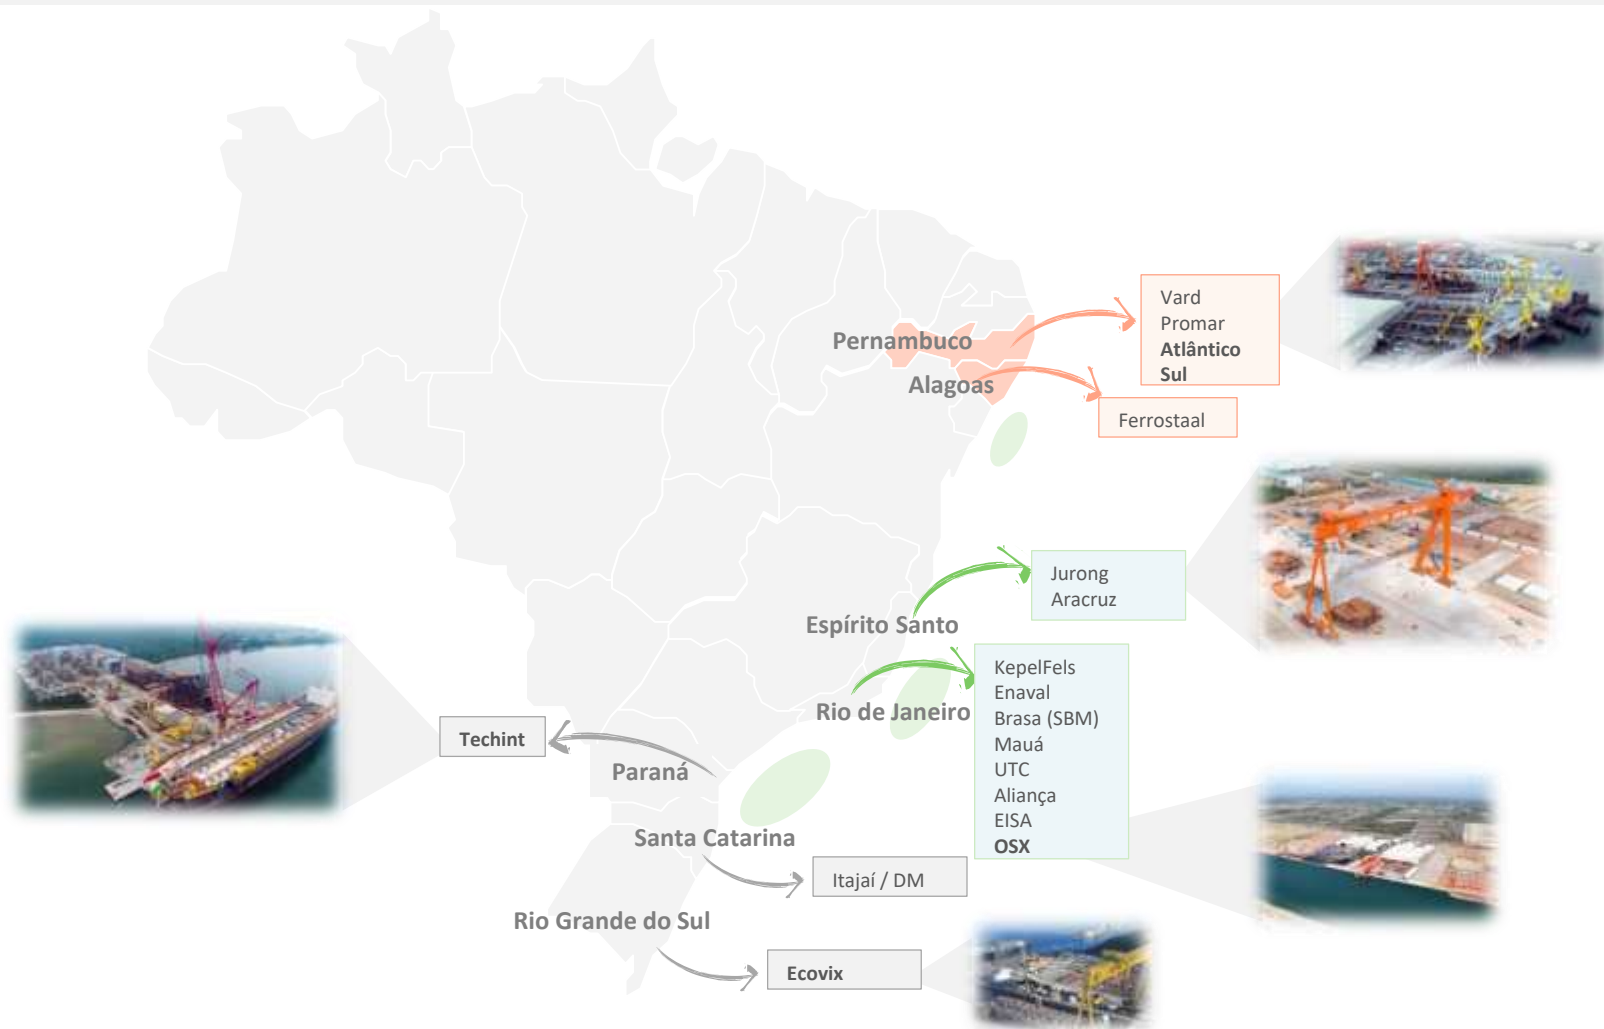 Pernambuco
Vard
Promar
Atlântico
Sul
Alagoas
Ferrostaal
Espírito Santo
Jurong
Aracruz
Rio de Janeiro
KepelFels
Enaval
Brasa (SBM)
Mauá
UTC
Aliança
EISA
OSX
Techint
Paraná
Santa Catarina
Itajaí / DM
Rio Grande do Sul
Ecovix